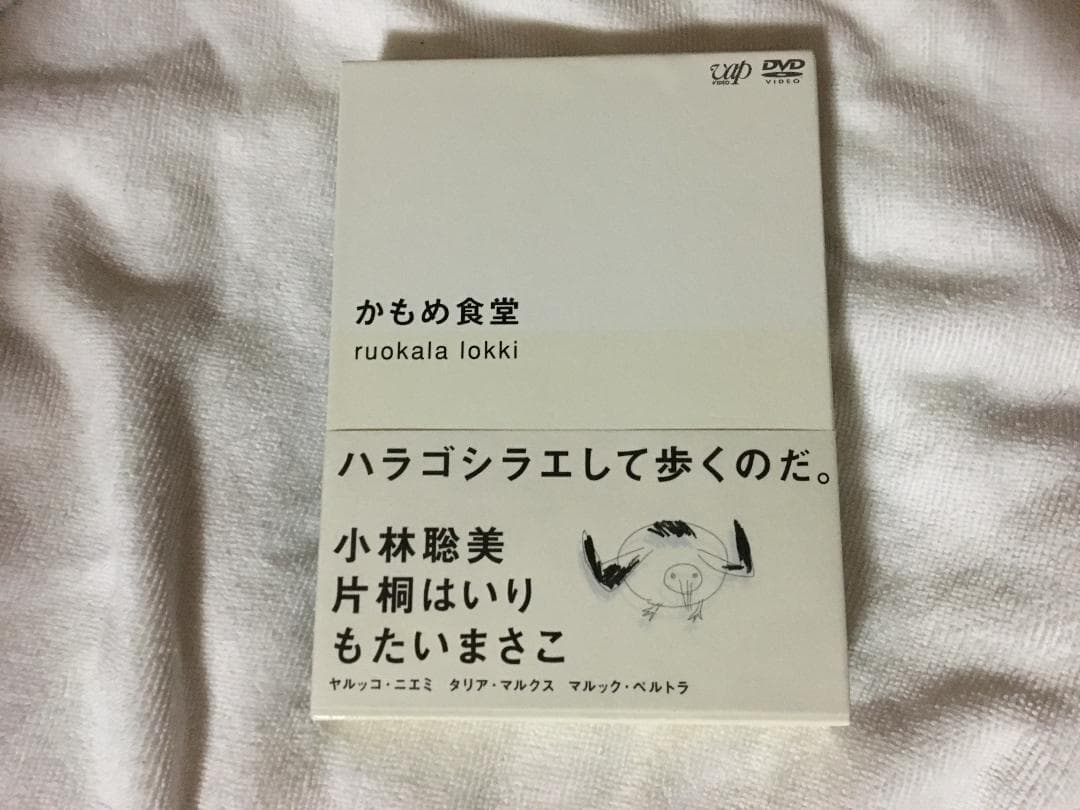 vap VIDEO DVD VIDEO
かもめ食堂
ruokala lokki
ハラゴシラエして歩くのだ。
小林聡美
片桐はいり
もたいまさこ
ヤルッコ・ニエミ タリア・マルクス マルック・ペルトラ